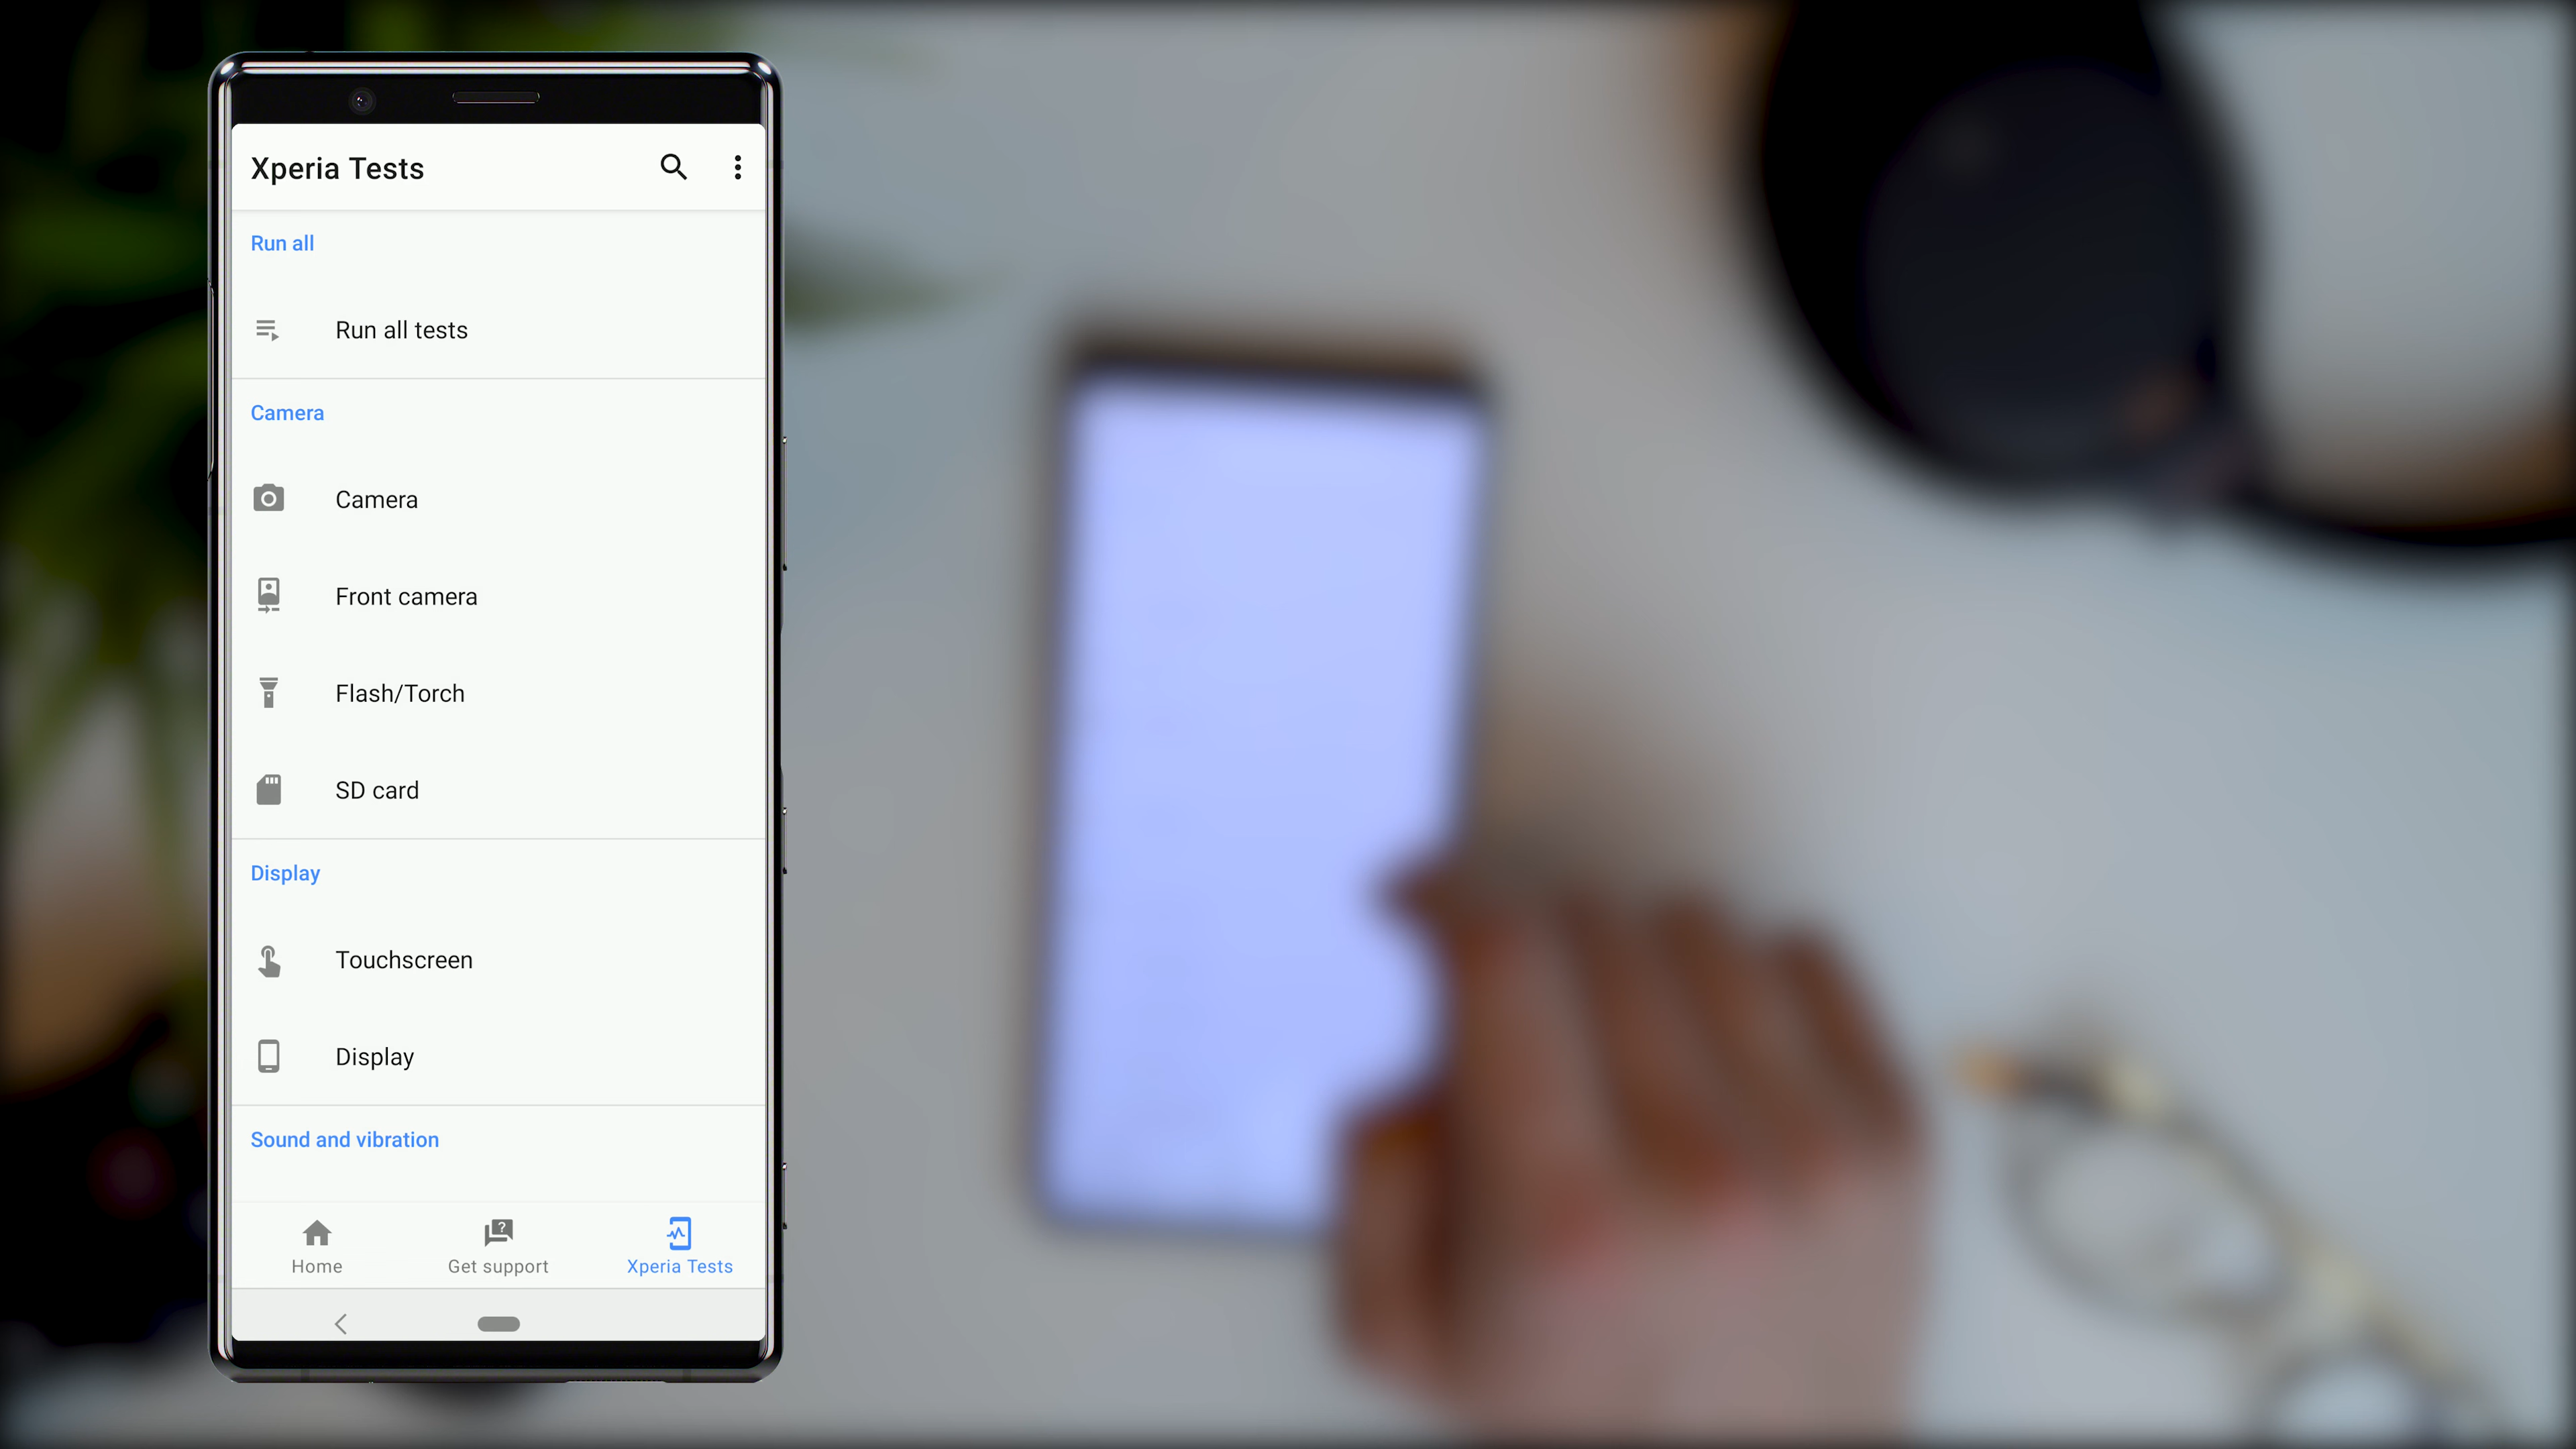 Xperia Tests
Run all
Run all tests
Camera
Camera
Front camera
Flash/Torch
SD card
Display
Touchscreen
Display
Sound and vibration
Home
Get support
Xperia Tests